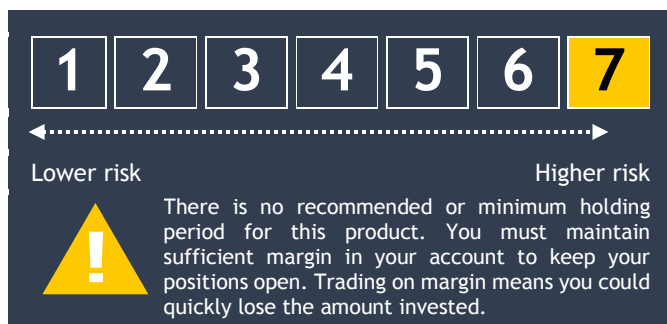 1 2 3 4 5 6 7
Lower risk Higher risk
!
There is no recommended or minimum holding
period for this product. You must maintain
sufficient margin in your account to keep your
positions open. Trading on margin means you could
quickly lose the amount invested.